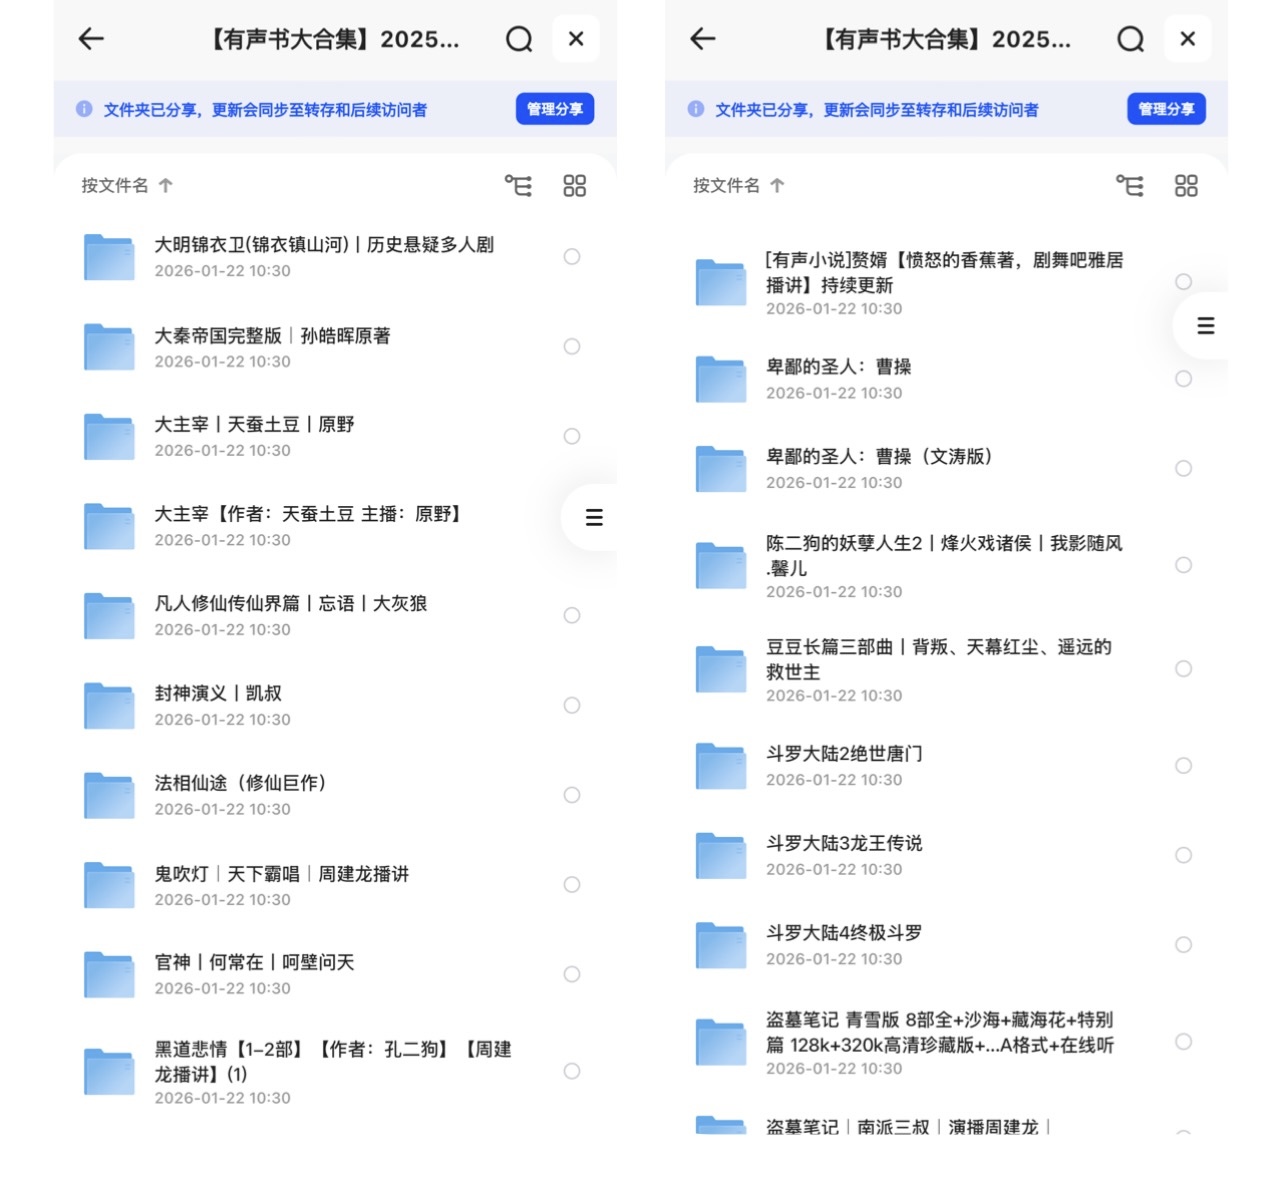 【有声书大合集】2025...
文件夹已分享，更新会同步至转存和后续访问者
管理分享
按文件名
大明锦衣卫(锦衣镇山河)丨历史悬疑多人剧
2026-01-22 10:30
大秦帝国完整版｜孙皓晖原著
2026-01-22 10:30
大主宰丨天蚕土豆丨原野
2026-01-22 10:30
大主宰【作者：天蚕土豆 主播：原野】
2026-01-22 10:30
凡人修仙传仙界篇丨忘语丨大灰狼
2026-01-22 10:30
封神演义丨凯叔
2026-01-22 10:30
法相仙途（修仙巨作）
2026-01-22 10:30
鬼吹灯｜天下霸唱｜周建龙播讲
2026-01-22 10:30
官神丨何常在丨呵壁问天
2026-01-22 10:30
黑道悲情【1-2部】【作者：孔二狗】【周建
龙播讲】(1)
2026-01-22 10:30
【有声书大合集】2025...
文件夹已分享，更新会同步至转存和后续访问者
管理分享
按文件名
[有声小说]赘婿【愤怒的香蕉著，剧舞吧雅居
播讲】持续更新
2026-01-22 10:30
卑鄙的圣人：曹操
2026-01-22 10:30
卑鄙的圣人：曹操（文涛版）
2026-01-22 10:30
陈二狗的妖孽人生2丨烽火戏诸侯丨我影随风
.馨儿
2026-01-22 10:30
豆豆长篇三部曲丨背叛、天幕红尘、遥远的
救世主
2026-01-22 10:30
斗罗大陆2绝世唐门
2026-01-22 10:30
斗罗大陆3龙王传说
2026-01-22 10:30
斗罗大陆4终极斗罗
2026-01-22 10:30
盗墓笔记 青雪版 8部全+沙海+藏海花+特别
篇 128k+320k高清珍藏版+...A格式+在线听
2026-01-22 10:30
盗墓笔记｜南派三叔｜演播周建龙｜